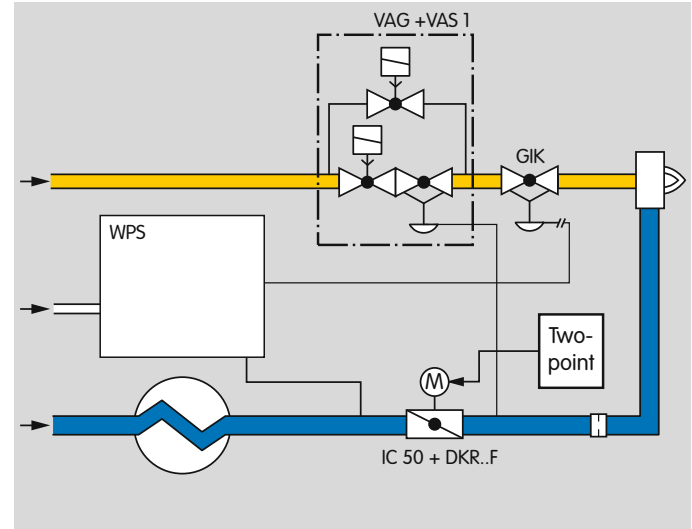 VAG +VAS 1
GIK
WPS
Two-
point
M
IC 50 + DKR..F